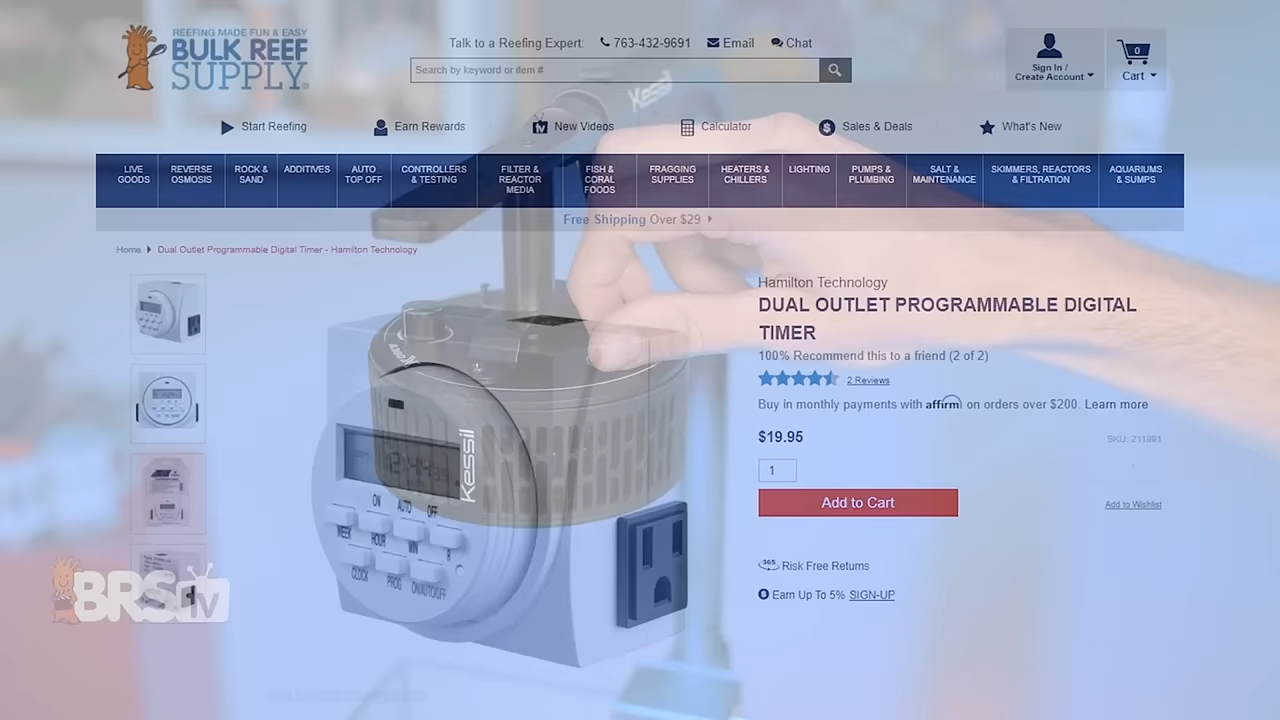 REEFING MADE FUN & EASY
BULK REEF
SUPPLY
Talk to a Reefing Expert: 763-432-9691 Email Chat
Search by keyword or item #
Sign In /
Create Account
0
Cart
Start Reefing Earn Rewards New Videos Calculator Sales & Deals What's New
LIVE
GOODS
REVERSE
OSMOSIS
ROCK &
SAND
ADDITIVES
AUTO
TOP OFF
CONTROLLERS
& TESTING
FILTER &
REACTOR
MEDIA
FISH &
CORAL
FOODS
FRAGGING
SUPPLIES
HEATERS &
CHILLERS
LIGHTING
PUMPS &
PLUMBING
SALT &
MAINTENANCE
SKIMMERS, REACTORS
& FILTRATION
AQUARIUMS
& SUMPS
Free Shipping Over $29
Home Dual Outlet Programmable Digital Timer - Hamilton Technology
Hamilton Technology
DUAL OUTLET PROGRAMMABLE DIGITAL
TIMER
100% Recommend this to a friend (2 of 2)
2 Reviews
Buy in monthly payments with affirm on orders over $200. Learn more
$19.95
SKU: 211891
1
Add to Cart
Add to Wishlist
365 Risk Free Returns
Earn Up To 5% SIGN-UP
Kessil
Kessil
ON AUTO OFF
WEEK HOUR MIN R
CLOCK PROG ON/AUTO/OFF
BRStv